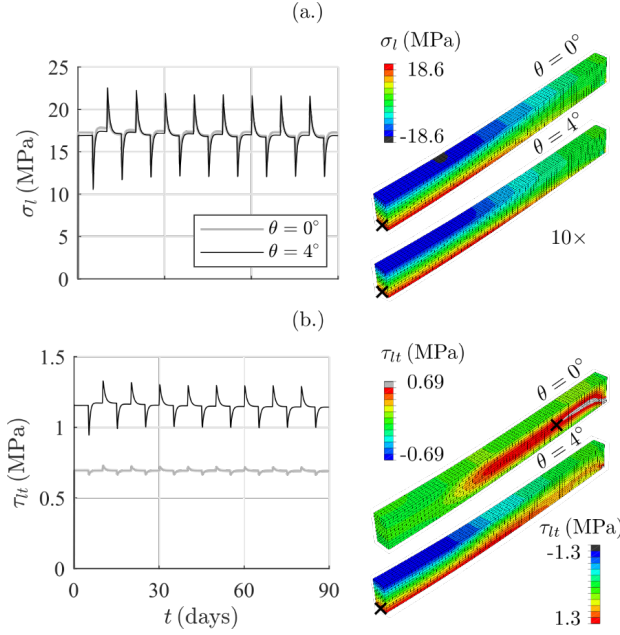 (a.)
25
20
15
10
5
0
σ_l (MPa)
θ = 0°
θ = 4°
σ_l (MPa)
18.6
-18.6
θ = 0°
θ = 4°
10×
(b.)
1.5
1
0.5
0
τ_lt (MPa)
0
30
60
90
t (days)
τ_lt (MPa)
0.69
-0.69
θ = 0°
θ = 4°
τ_lt (MPa)
-1.3
1.3